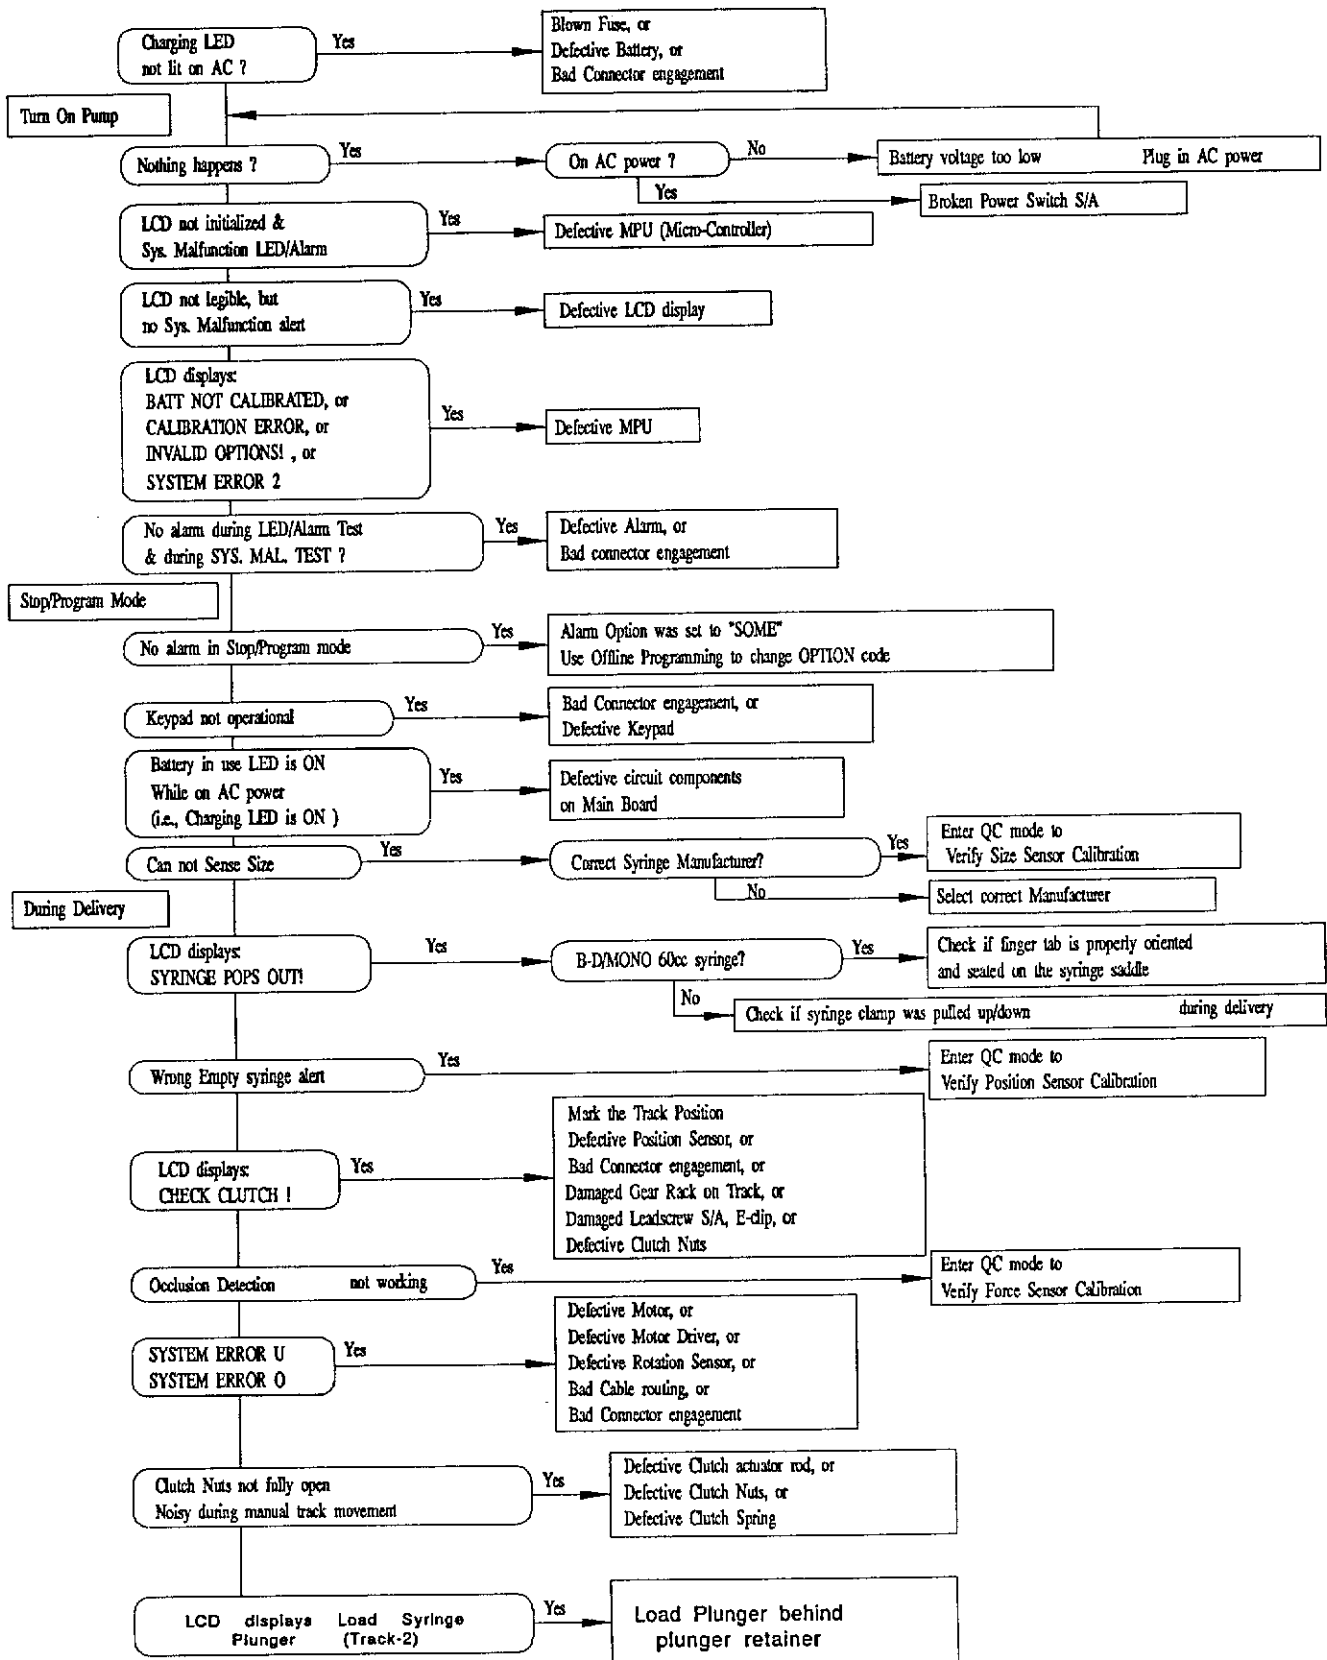 Charging LED
not lit on AC ?
Yes
Blown Fuse, or
Defective Battery, or
Bad Connector engagement
Turn On Pump
Nothing happens ?
Yes
On AC power ?
No
Battery voltage too low Plug in AC power
Yes
Broken Power Switch S/A
LCD not initialized &
Sys. Malfunction LED/Alarm
Yes
Defective MPU (Micro-Controller)
LCD not legible, but
no Sys. Malfunction alert
Yes
Defective LCD display
LCD displays:
BATT NOT CALIBRATED, or
CALIBRATION ERROR, or
INVALID OPTIONS! , or
SYSTEM ERROR 2
Yes
Defective MPU
No alarm during LED/Alarm Test
& during SYS. MAL. TEST ?
Yes
Defective Alarm, or
Bad connector engagement
Stop/Program Mode
No alarm in Stop/Program mode
Yes
Alarm Option was set to "SOME"
Use Offline Programming to change OPTION code
Keypad not operational
Yes
Bad Connector engagement, or
Defective Keypad
Battery in use LED is ON
While on AC power
(i.e., Charging LED is ON )
Yes
Defective circuit components
on Main Board
Can not Sense Size
Yes
Correct Syringe Manufacturer?
Yes
Enter QC mode to
Verify Size Sensor Calibration
No
Select correct Manufacturer
During Delivery
LCD displays:
SYRINGE POPS OUT!
Yes
B-D/MONO 60cc syringe?
Yes
Check if finger tab is properly oriented
and seated on the syringe saddle
No
Check if syringe clamp was pulled up/down during delivery
Wrong Empty syringe alert
Yes
Enter QC mode to
Verify Position Sensor Calibration
LCD displays:
CHECK CLUTCH !
Yes
Mark the Track Position
Defective Position Sensor, or
Bad Connector engagement, or
Damaged Gear Rack on Track, or
Damaged Leadscrew S/A, E-clip, or
Defective Clutch Nuts
Occlusion Detection not working
Yes
Enter QC mode to
Verify Force Sensor Calibration
SYSTEM ERROR U
SYSTEM ERROR O
Yes
Defective Motor, or
Defective Motor Driver, or
Defective Rotation Sensor, or
Bad Cable routing, or
Bad Connector engagement
Clutch Nuts not fully open
Noisy during manual track movement
Yes
Defective Clutch actuator rod, or
Defective Clutch Nuts, or
Defective Clutch Spring
LCD displays Load Syringe
Plunger (Track-2)
Yes
Load Plunger behind
plunger retainer